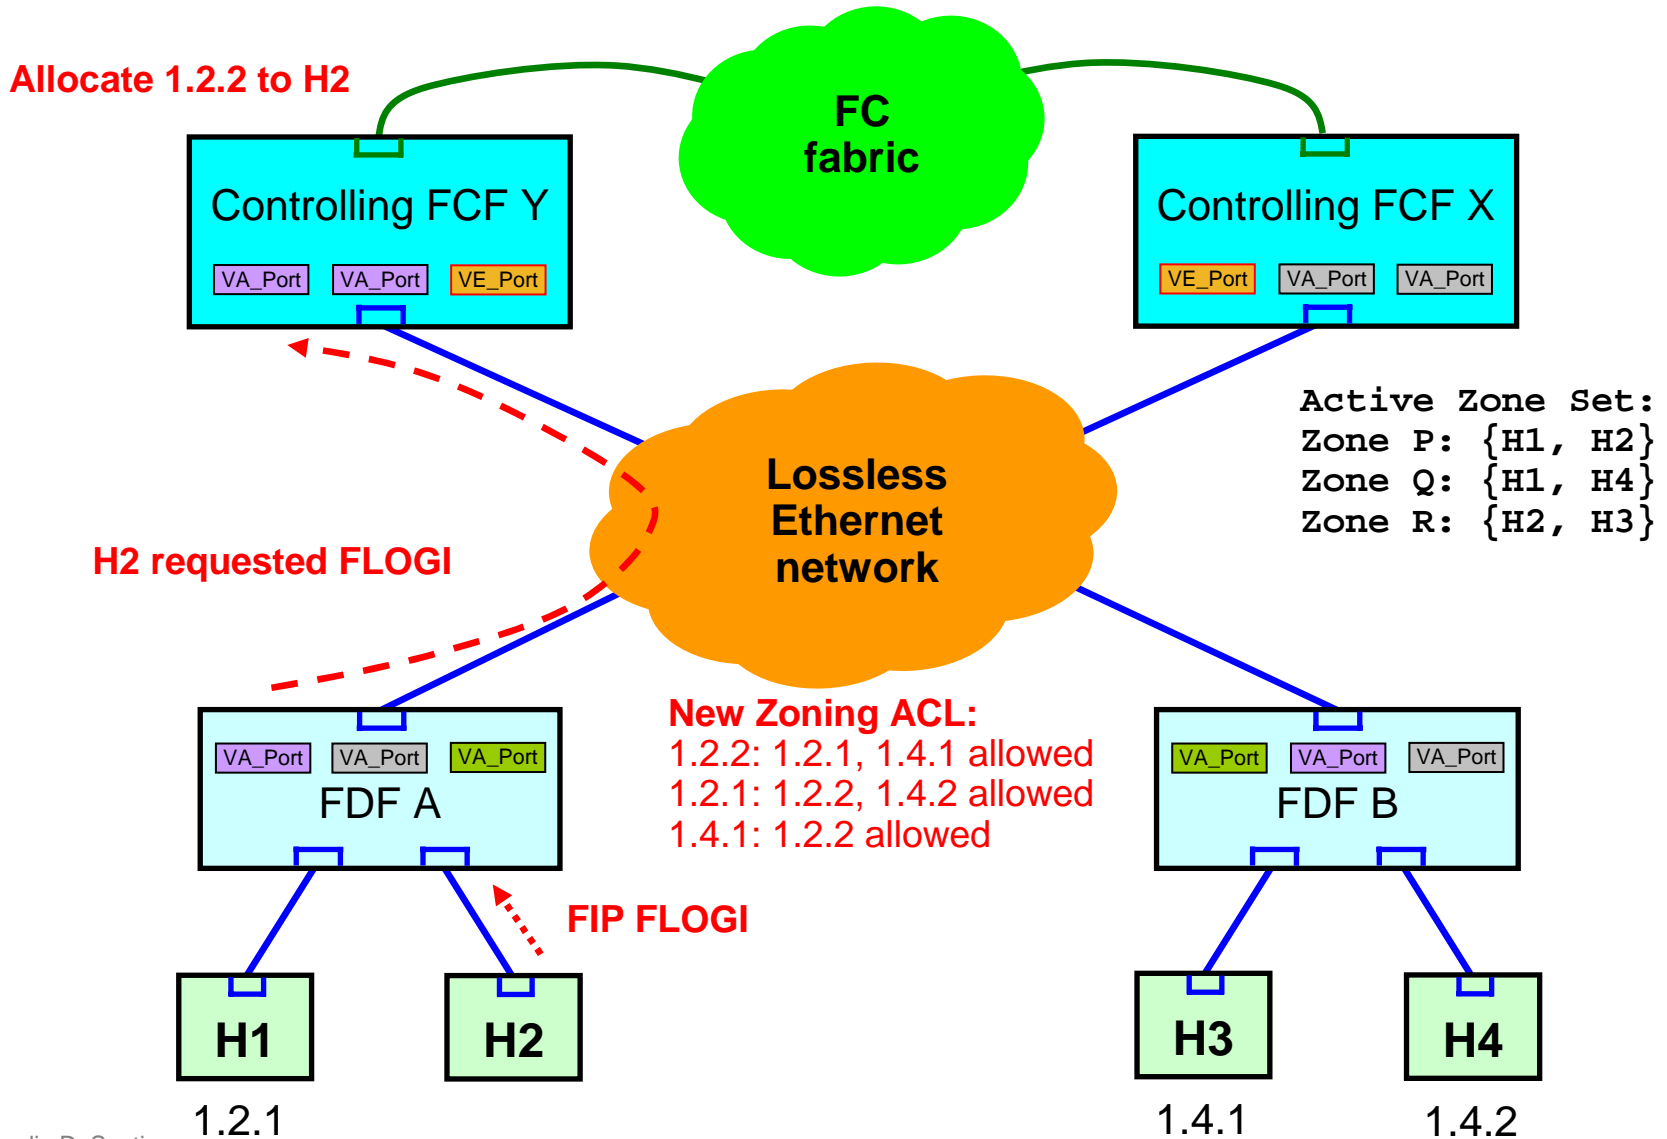 Allocate 1.2.2 to H2
FC
fabric
Controlling FCF Y
VA_Port VA_Port VE_Port
Controlling FCF X
VE_Port VA_Port VA_Port
Active Zone Set:
Zone P: {H1, H2}
Zone Q: {H1, H4}
Zone R: {H2, H3}
Lossless
Ethernet
network
H2 requested FLOGI
New Zoning ACL:
1.2.2: 1.2.1, 1.4.1 allowed
1.2.1: 1.2.2, 1.4.2 allowed
1.4.1: 1.2.2 allowed
VA_Port VA_Port VA_Port
FDF A
VA_Port VA_Port VA_Port
FDF B
FIP FLOGI
H1
H2
H3
H4
1.2.1
1.4.1
1.4.2